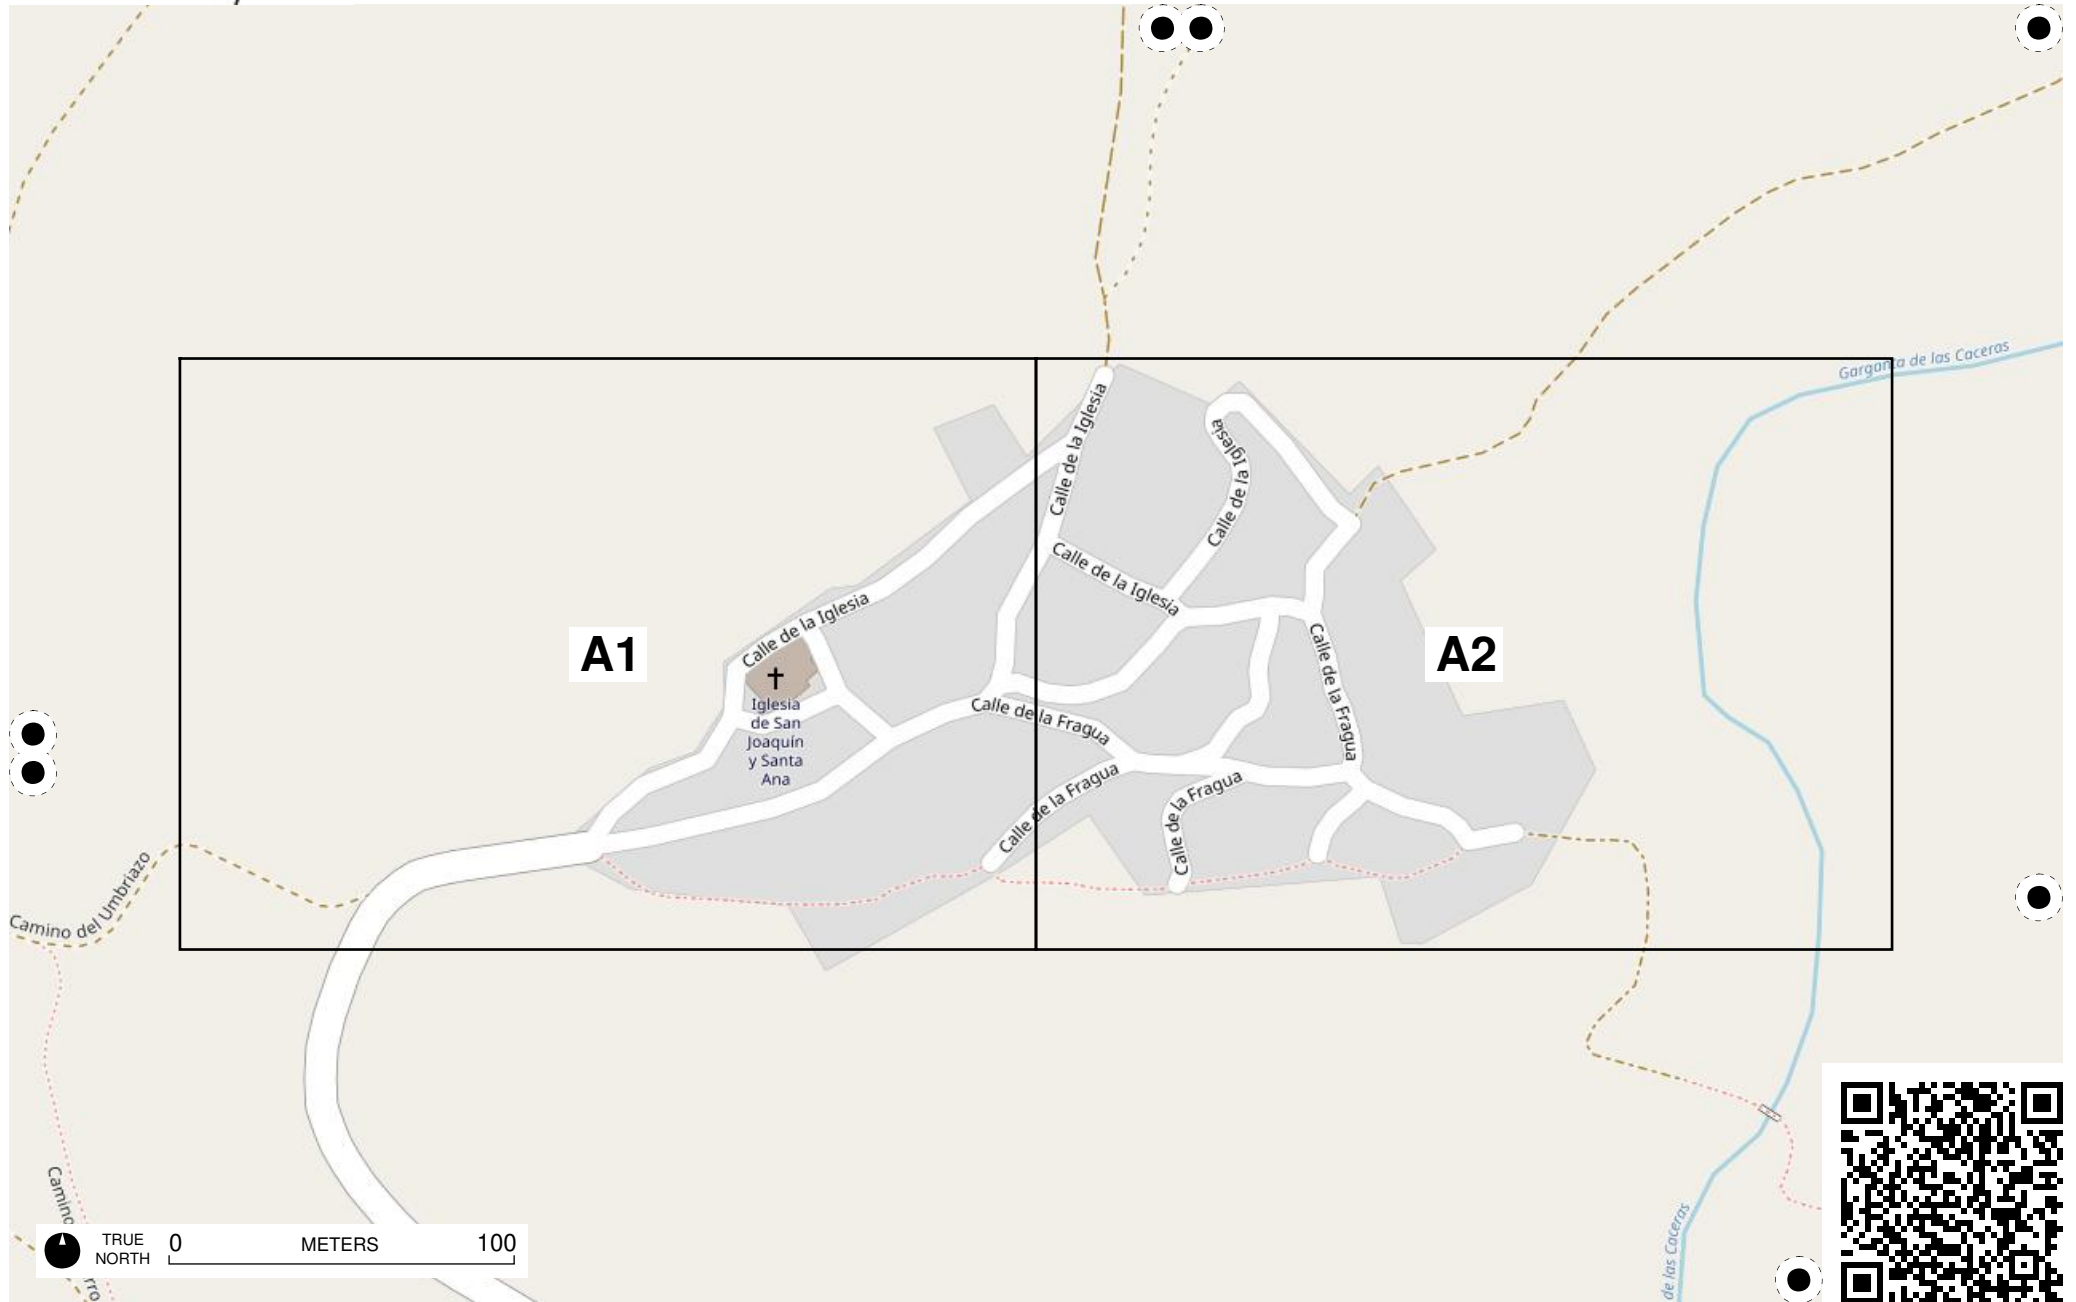 Garganta de las Caceras
Calle de la Iglesia
Calle de la Iglesia
Calle de la Iglesia
Calle de la Iglesia
A1
A2
Iglesia
de San
Joaquín
y Santa
Ana
Calle de la Fragua
Calle de la Fragua
Calle de la Fragua
Calle de la Fragua
Camino del Umbriazo
Camino
de las Caceras
TRUE
NORTH
0 METERS 100